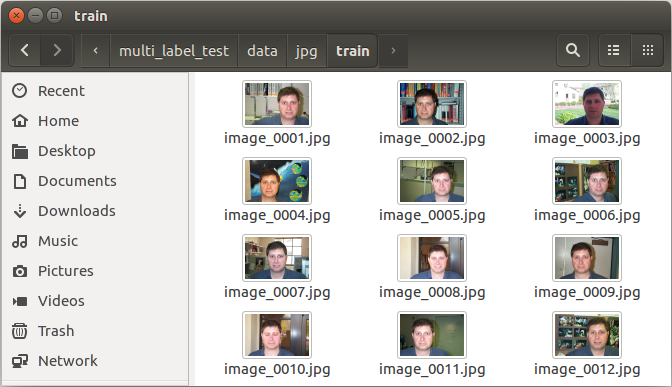 train
multi_label_test data jpg train
Recent
Home
Desktop
Documents
Downloads
Music
Pictures
Videos
Trash
Network
image_0001.jpg image_0002.jpg image_0003.jpg
image_0004.jpg image_0005.jpg image_0006.jpg
image_0007.jpg image_0008.jpg image_0009.jpg
image_0010.jpg image_0011.jpg image_0012.jpg